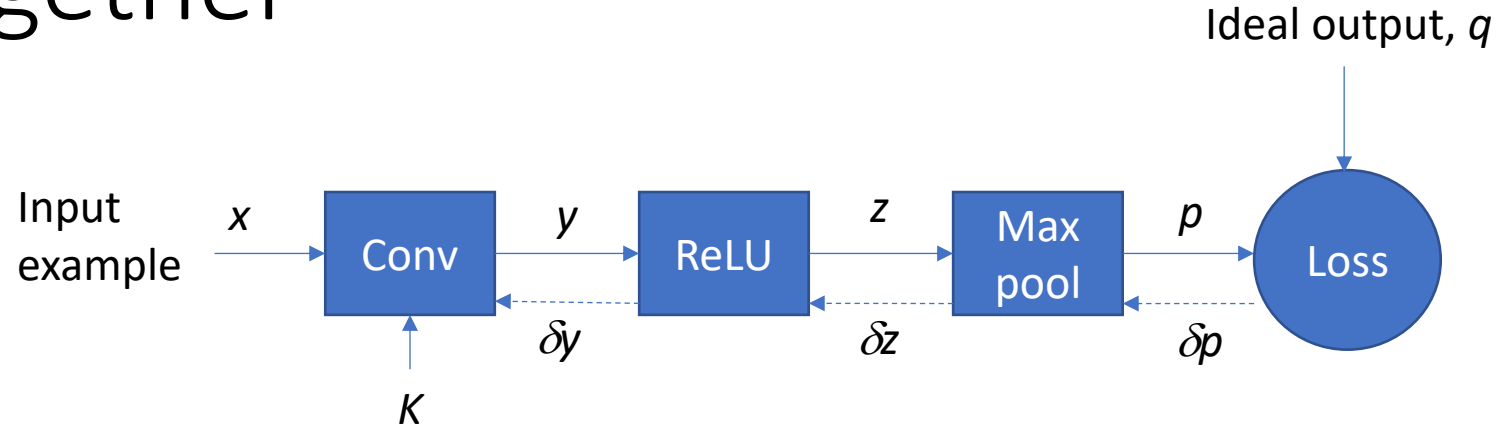 Ideal output, q
Input
example
x
Conv
y
ReLU
z
Max
pool
p
Loss
δy
δz
δp
K